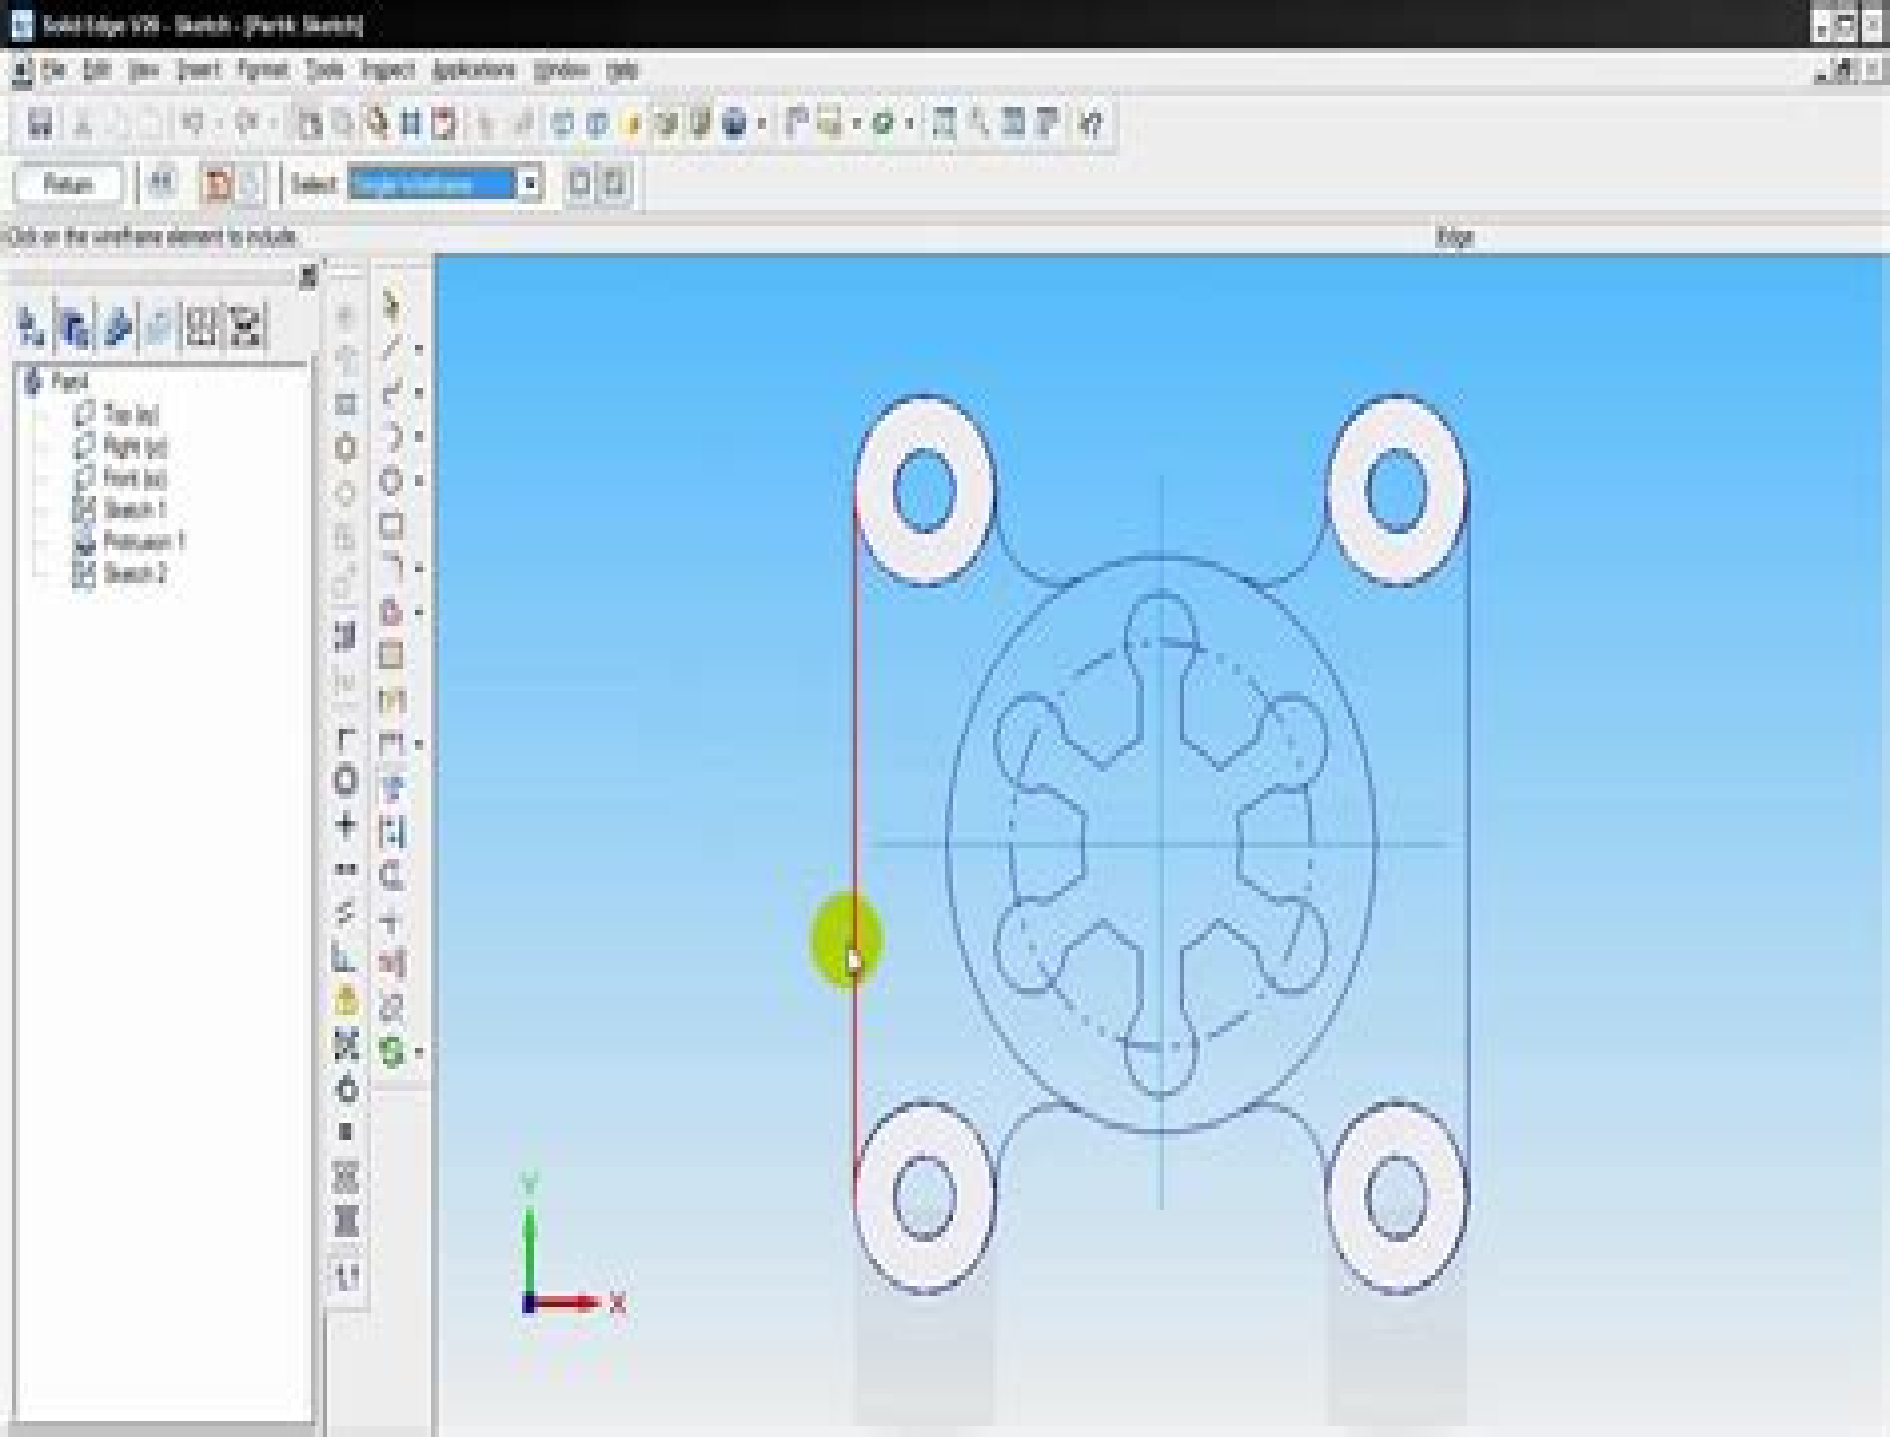 Solid Edge V20 - Sketch - [Part4: Sketch]
File Edit View Insert Format Tools Inspect Applications Window Help
Return Select:
Click on the wireframe element to include.
Edge
Part4
Top (xy)
Right (yz)
Front (xz)
Sketch 1
Protrusion 1
Sketch 2
Y
X